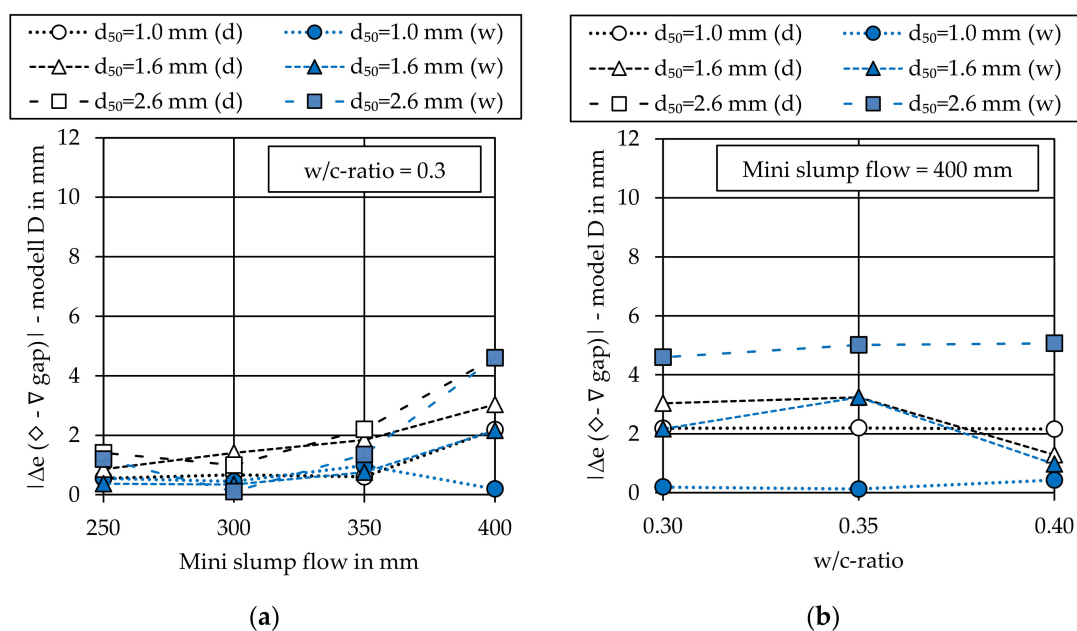 d₅₀=1.0 mm (d) d₅₀=1.0 mm (w)
d₅₀=1.6 mm (d) d₅₀=1.6 mm (w)
d₅₀=2.6 mm (d) d₅₀=2.6 mm (w)
|Δe (◇ - ∇ gap)| - modell D in mm
12
10
8
6
4
2
0
w/c-ratio = 0.3
250 300 350 400
Mini slump flow in mm
(a)
d₅₀=1.0 mm (d) d₅₀=1.0 mm (w)
d₅₀=1.6 mm (d) d₅₀=1.6 mm (w)
d₅₀=2.6 mm (d) d₅₀=2.6 mm (w)
|Δe (◇- ∇ gap)| - model D in mm
12
10
8
6
4
2
0
Mini slump flow = 400 mm
0.30 0.35 0.40
w/c-ratio
(b)